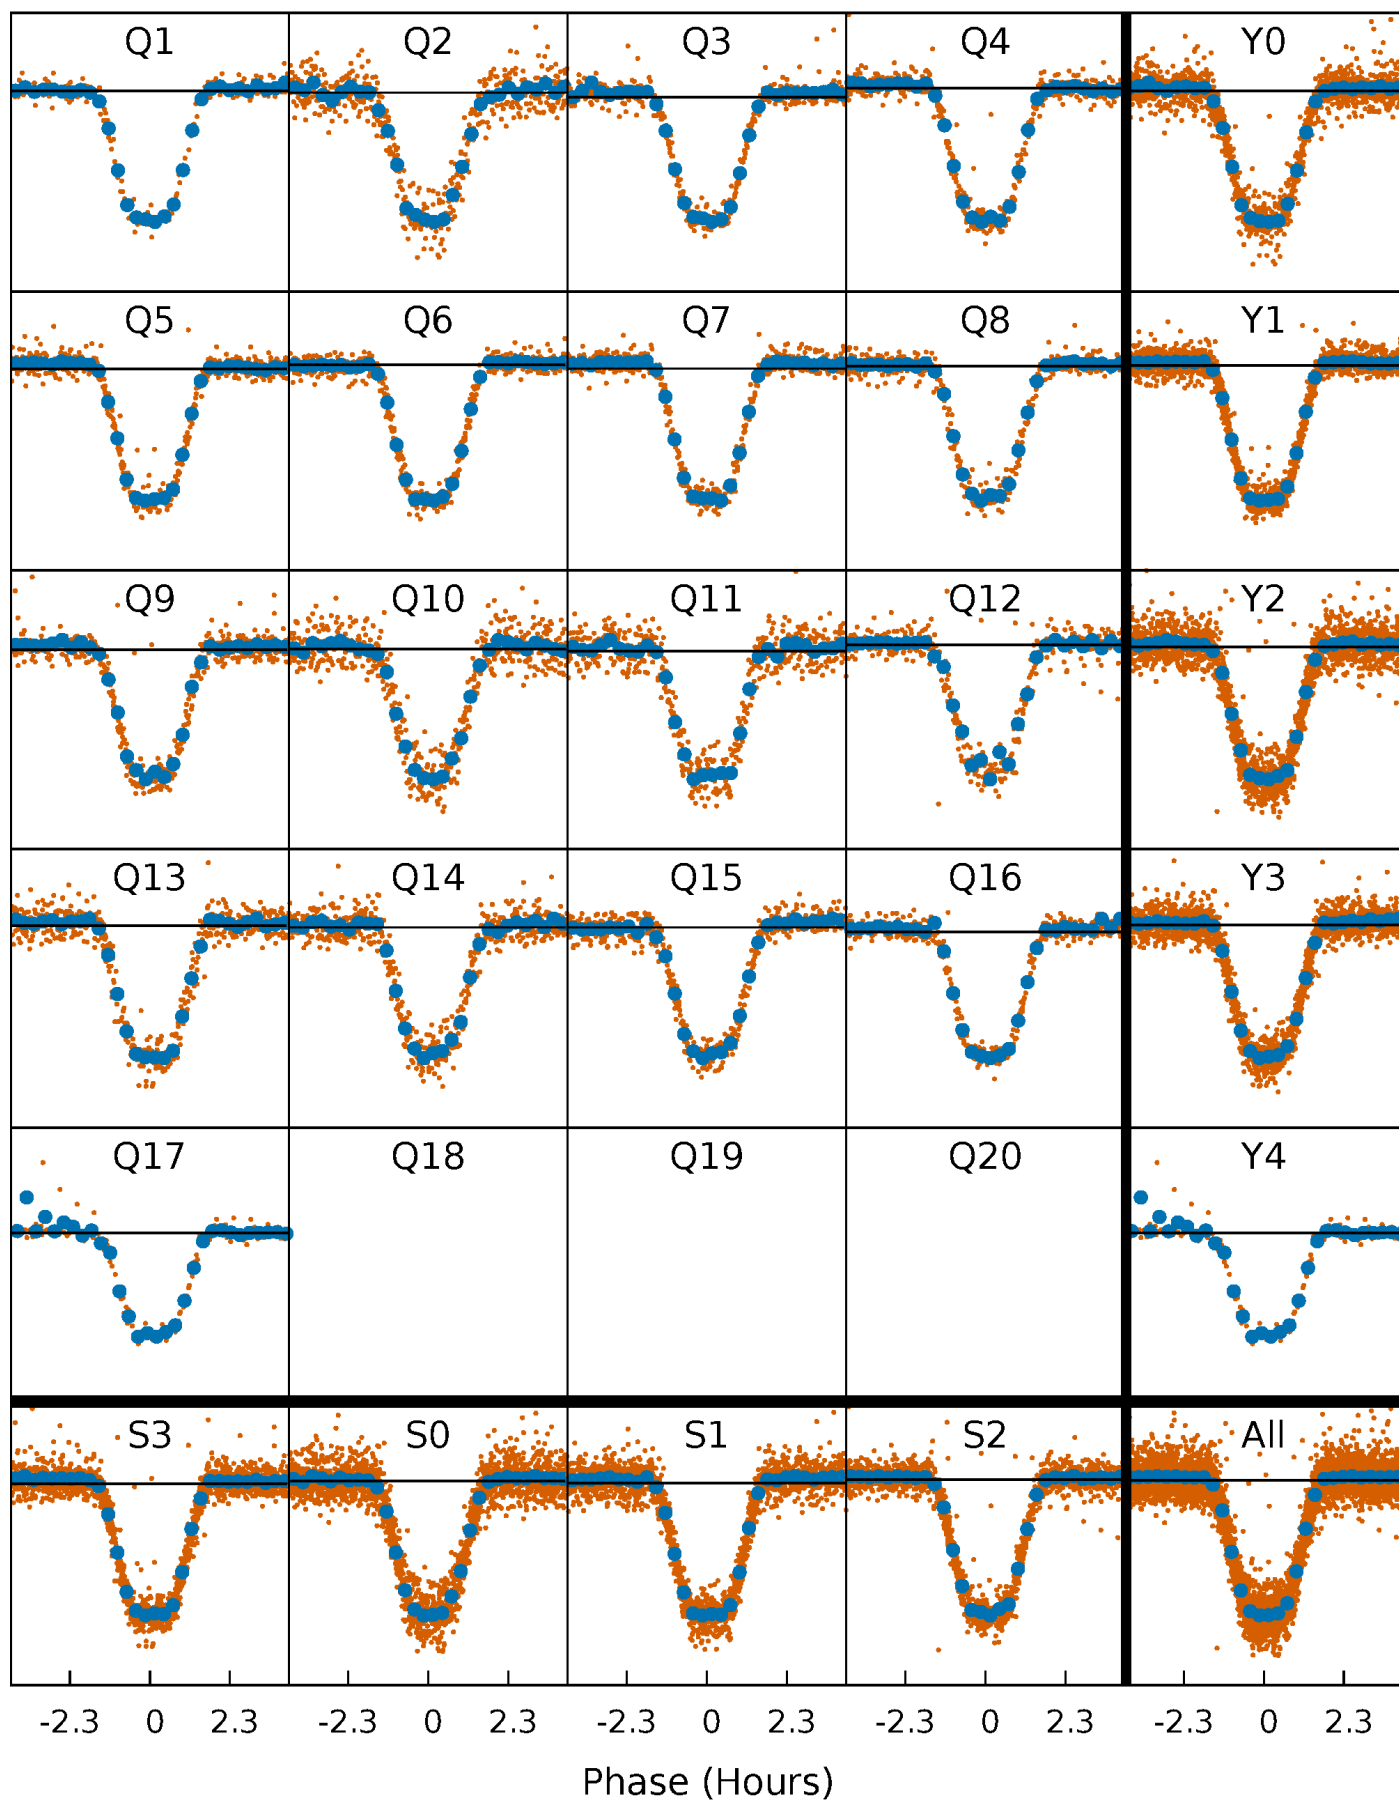 Q1 Q2 Q3 Q4 Y0
Q5 Q6 Q7 Q8 Y1
Q9 Q10 Q11 Q12 Y2
Q13 Q14 Q15 Q16 Y3
Q17 Q18 Q19 Q20 Y4
S3 S0 S1 S2 All
-2.3 0 2.3 -2.3 0 2.3 -2.3 0 2.3 -2.3 0 2.3 -2.3 0 2.3
Phase (Hours)